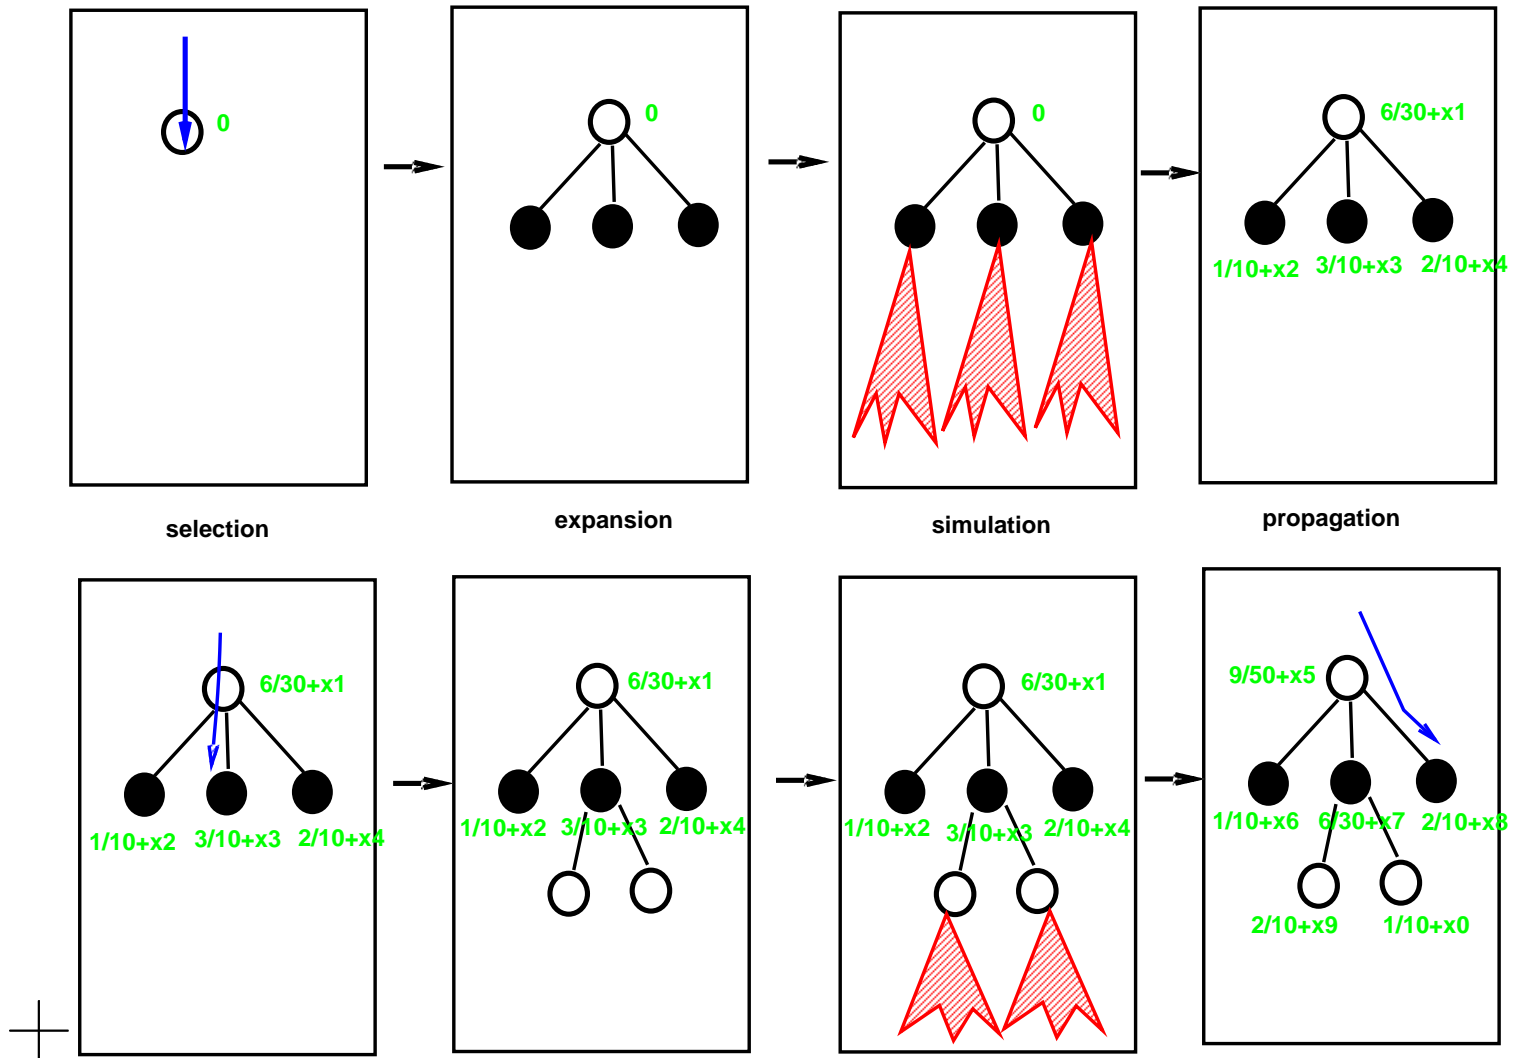 0
0
0
6/30+x1
1/10+x2 3/10+x3 2/10+x4
selection
expansion
simulation
propagation
6/30+x1
1/10+x2 3/10+x3 2/10+x4
6/30+x1
1/10+x2 3/10+x3 2/10+x4
6/30+x1
1/10+x2 3/10+x3 2/10+x4
9/50+x5
1/10+x6 6/30+x7 2/10+x8
2/10+x9 1/10+x0